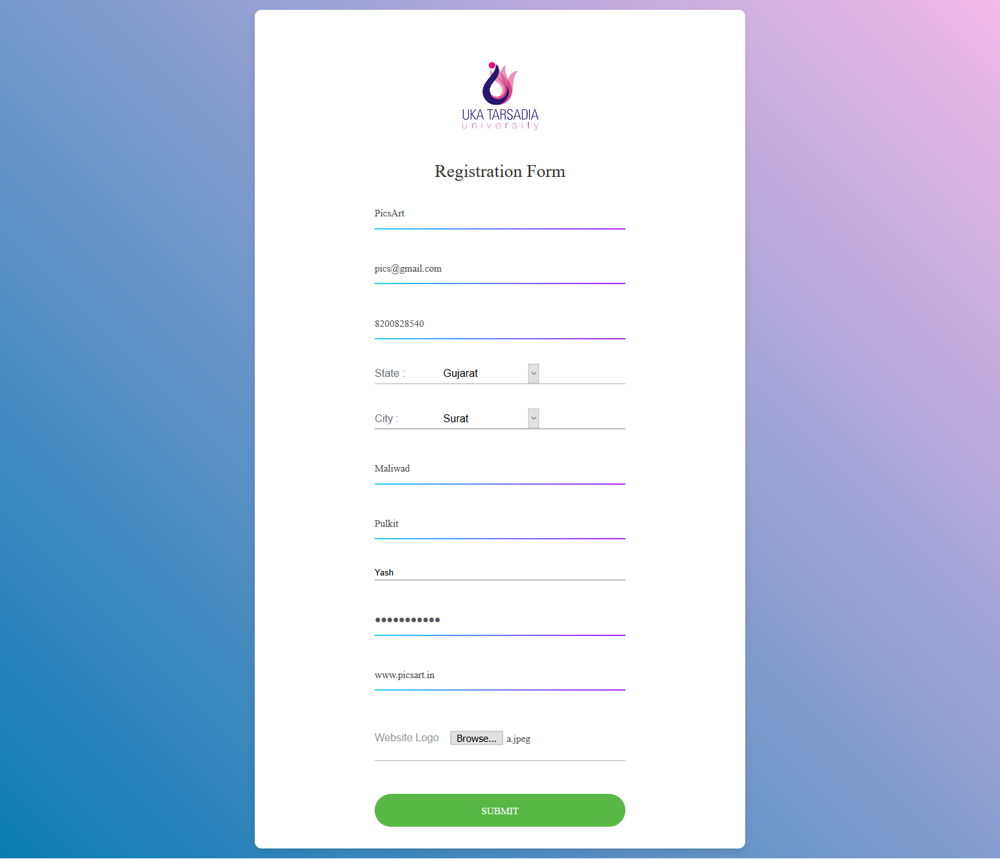 UKA TARSADIA
university
Registration Form
PicsArt
pics@gmail.com
8200828540
State : Gujarat
City : Surat
Maliwad
Pulkit
Yash
●●●●●●●●●●●
www.picsart.in
Website Logo Browse... a.jpeg
SUBMIT